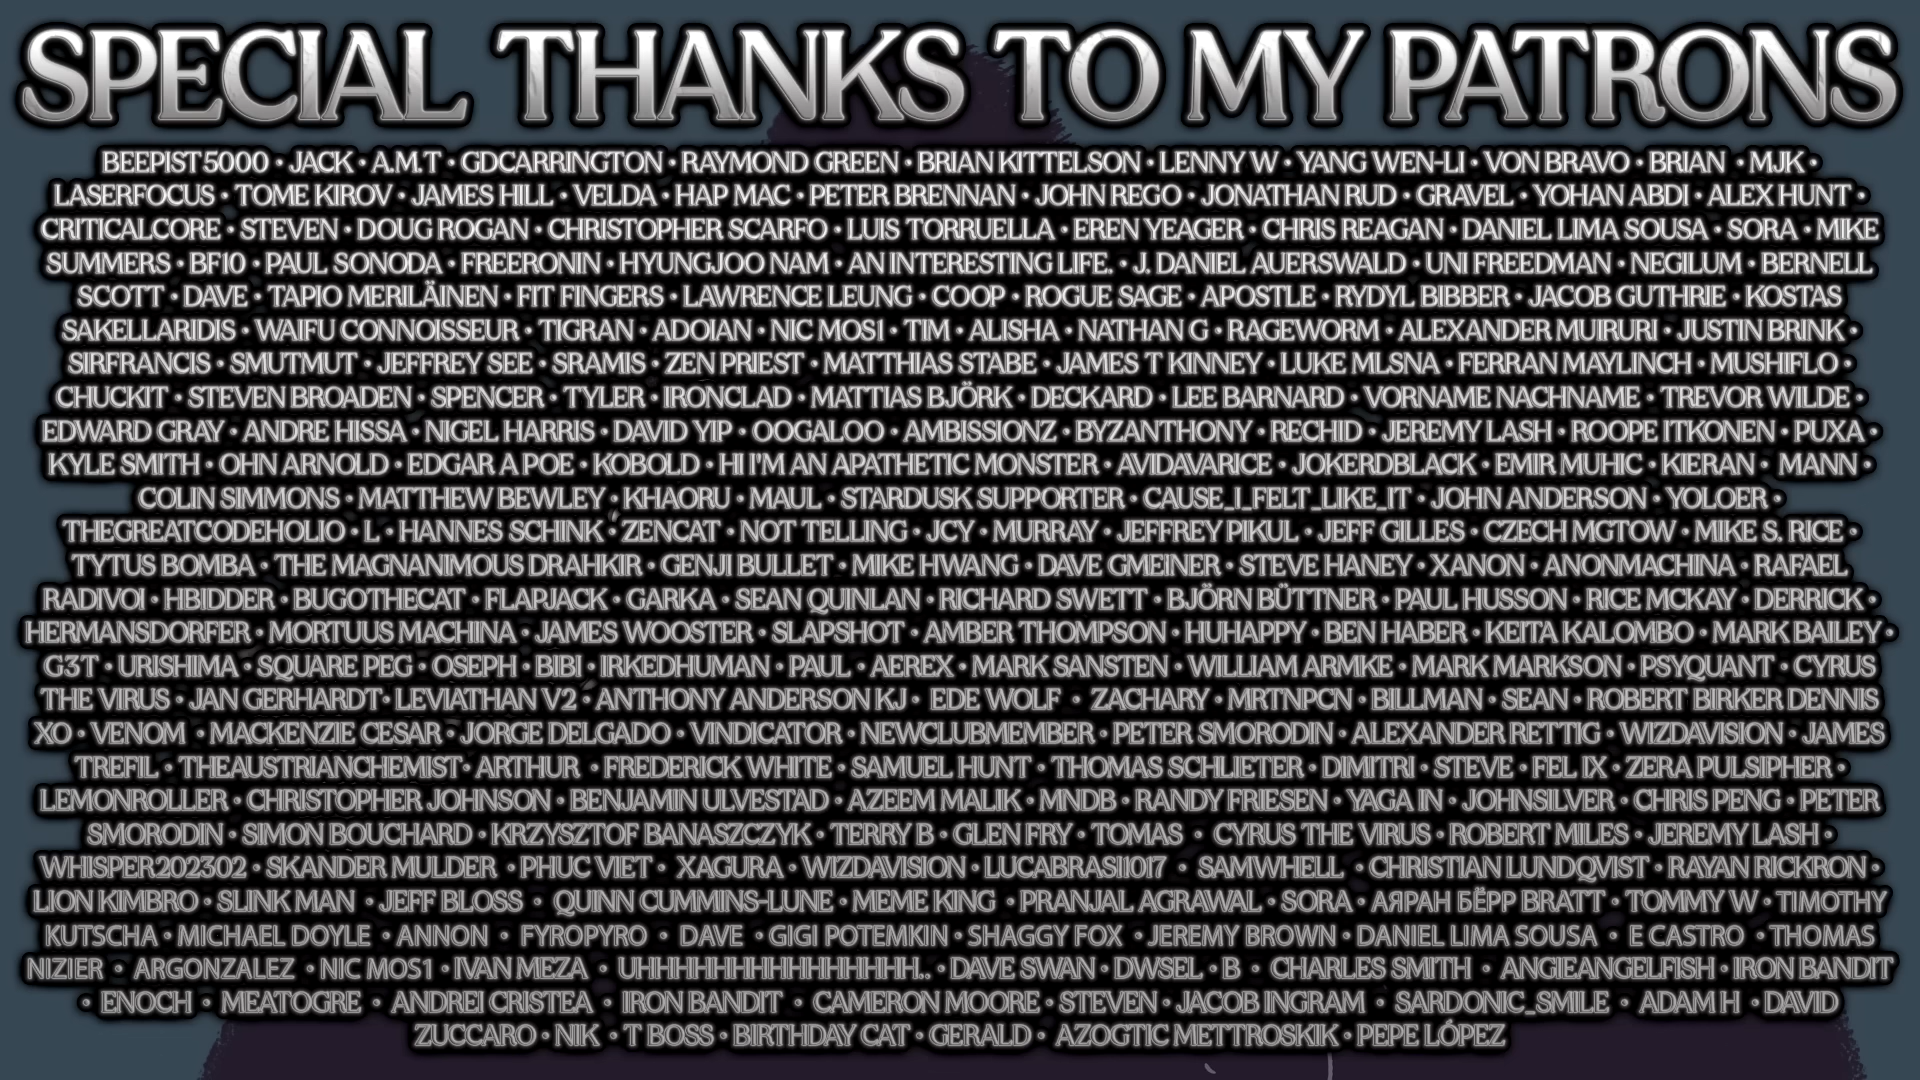 SPECIAL THANKS TO MY PATRONS
BEEPIST5000 • JACK • A.M.T • GDCARRINGTON • RAYMOND GREEN • BRIAN KITTELSON • LENNY W • YANG WEN-LI • VON BRAVO • BRIAN • MJK •
LASERFOCUS • TOME KIROV • JAMES HILL • VELDA • HAP MAC • PETER BRENNAN • JOHN REGO • JONATHAN RUD • GRAVEL • YOHAN ABDI • ALEX HUNT •
CRITICALCORE • STEVEN • DOUG ROGAN • CHRISTOPHER SCARFO • LUIS TORRUELLA • EREN YEAGER • CHRIS REAGAN • DANIEL LIMA SOUSA • SORA • MIKE
SUMMERS • BF10 • PAUL SONODA • FREERONIN • HYUNGJOO NAM • AN INTERESTING LIFE. • J. DANIEL AUERSWALD • UNI FREEDMAN • NEGILUM • BERNELL
SCOTT • DAVE • TAPIO MERILÄINEN • FIT FINGERS • LAWRENCE LEUNG • COOP • ROGUE SAGE • APOSTLE • RYDYL BIBBER • JACOB GUTHRIE • KOSTAS
SAKELLARIDIS • WAIFU CONNOISSEUR • TIGRAN • ADOIAN • NIC MOS1 • TIM • ALISHA • NATHAN G • RAGEWORM • ALEXANDER MUIRURI • JUSTIN BRINK •
SIRFRANCIS • SMUTMUT • JEFFREY SEE • SRAMIS • ZEN PRIEST • MATTHIAS STABE • JAMES T KINNEY • LUKE MLSNA • FERRAN MAYLINCH • MUSHIFLO •
CHUCKIT • STEVEN BROADEN • SPENCER • TYLER • IRONCLAD • MATTIAS BJÖRK • DECKARD • LEE BARNARD • VORNAME NACHNAME • TREVOR WILDE •
EDWARD GRAY • ANDRE HISSA • NIGEL HARRIS • DAVID YIP • OOGALOO • AMBISSIONZ • BYZANTHONY • RECHID • JEREMY LASH • ROOPE ITKONEN • PUXA •
KYLE SMITH • OHN ARNOLD • EDGAR A POE • KOBOLD • HI I'M AN APATHETIC MONSTER • AVIDAVARICE • JOKERDBLACK • EMIR MUHIC • KIERAN • MANN •
COLIN SIMMONS • MATTHEW BEWLEY • KHAORU • MAUL • STARDUSK SUPPORTER • CAUSE_I_FELT_LIKE_IT • JOHN ANDERSON • YOLOER •
THEGREATCODEHOLIO • L • HANNES SCHINK • ZENCAT • NOT TELLING • JCY • MURRAY • JEFFREY PIKUL • JEFF GILLES • CZECH MGTOW • MIKE S. RICE •
TYTUS BOMBA • THE MAGNANIMOUS DRAHKIR • GENJI BULLET • MIKE HWANG • DAVE GMEINER • STEVE HANEY • XANON • ANONMACHINA • RAFAEL
RADIVOI • HBIDDER • BUGOTHECAT • FLAPJACK • GARKA • SEAN QUINLAN • RICHARD SWETT • BJÖRN BÜTTNER • PAUL HUSSON • RICE MCKAY • DERRICK •
HERMANSDORFER • MORTUUS MACHINA • JAMES WOOSTER • SLAPSHOT • AMBER THOMPSON • HUHAPPY • BEN HABER • KEITA KALOMBO • MARK BAILEY •
G3T • URISHIMA • SQUARE PEG • OSEPH • BIBI • IRKEDHUMAN • PAUL • AEREX • MARK SANSTEN • WILLIAM ARMKE • MARK MARKSON • PSYQUANT • CYRUS
THE VIRUS • JAN GERHARDT • LEVIATHAN V2 • ANTHONY ANDERSON KJ • EDE WOLF • ZACHARY • MRTNPCN • BILLMAN • SEAN • ROBERT BIRKER DENNIS
XO • VENOM • MACKENZIE CESAR • JORGE DELGADO • VINDICATOR • NEWCLUBMEMBER • PETER SMORODIN • ALEXANDER RETTIG • WIZDAVISION • JAMES
TREFIL • THEAUSTRIANCHEMIST • ARTHUR • FREDERICK WHITE • SAMUEL HUNT • THOMAS SCHLIETER • DIMITRI • STEVE • FEL IX • ZERA PULSIPHER •
LEMONROLLER • CHRISTOPHER JOHNSON • BENJAMIN ULVESTAD • AZEEM MALIK • MNDB • RANDY FRIESEN • YAGA IN • JOHNSILVER • CHRIS PENG • PETER
SMORODIN • SIMON BOUCHARD • KRZYSZTOF BANASZCZYK • TERRY B • GLEN FRY • TOMAS • CYRUS THE VIRUS • ROBERT MILES • JEREMY LASH •
WHISPER202302 • SKANDER MULDER • PHUC VIET • XAGURA • WIZDAVISION • LUCABRASI1017 • SAMWHELL • CHRISTIAN LUNDQVIST • RAYAN RICKRON •
LION KIMBRO • SLINK MAN • JEFF BLOSS • QUINN CUMMINS-LUNE • MEME KING • PRANJAL AGRAWAL • SORA • АЯРАН БЁРР BRATT • TOMMY W • TIMOTHY
KUTSCHA • MICHAEL DOYLE • ANNON • FYROPYRO • DAVE • GIGI POTEMKIN • SHAGGY FOX • JEREMY BROWN • DANIEL LIMA SOUSA • E CASTRO • THOMAS
NIZIER • ARGONZALEZ • NIC MOS1 • IVAN MEZA • UHHHHHHHHHHHHHHH.. • DAVE SWAN • DWSEL • B • CHARLES SMITH • ANGIEANGELFISH • IRON BANDIT
• ENOCH • MEATOGRE • ANDREI CRISTEA • IRON BANDIT • CAMERON MOORE • STEVEN • JACOB INGRAM • SARDONIC_SMILE • ADAM H • DAVID
ZUCCARO • NIK • T BOSS • BIRTHDAY CAT • GERALD • AZOGTIC METTROSKIK • PEPE LÓPEZ